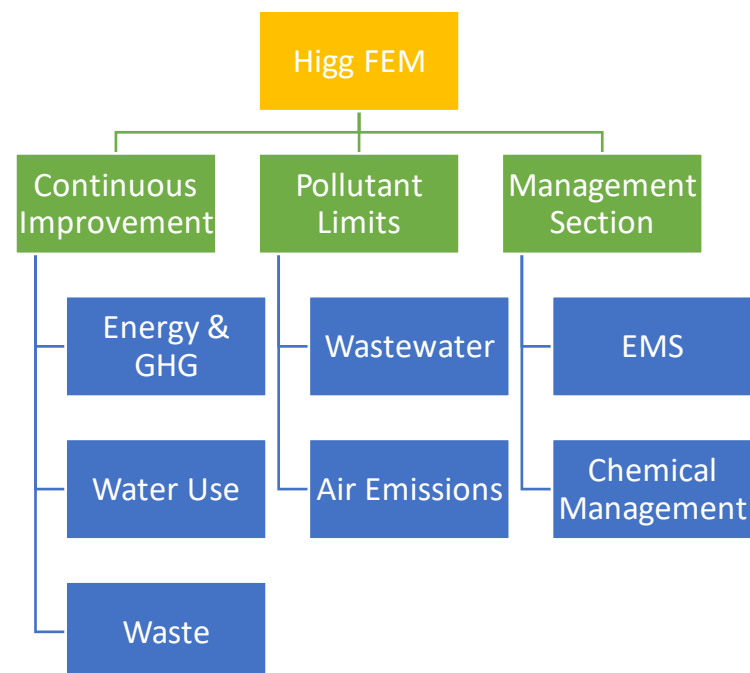 Higg FEM
Continuous
Improvement
Pollutant
Limits
Management
Section
Energy &
GHG
Wastewater
EMS
Water Use
Air Emissions
Chemical
Management
Waste